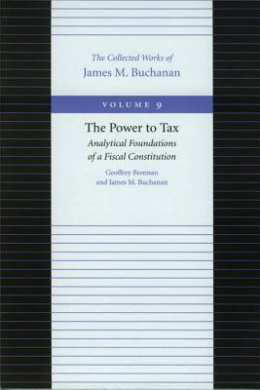 The Collected Works of
James M. Buchanan
VOLUME 9
The Power to Tax
Analytical Foundations
of a Fiscal Constitution
Geoffrey Brennan
and James M. Buchanan